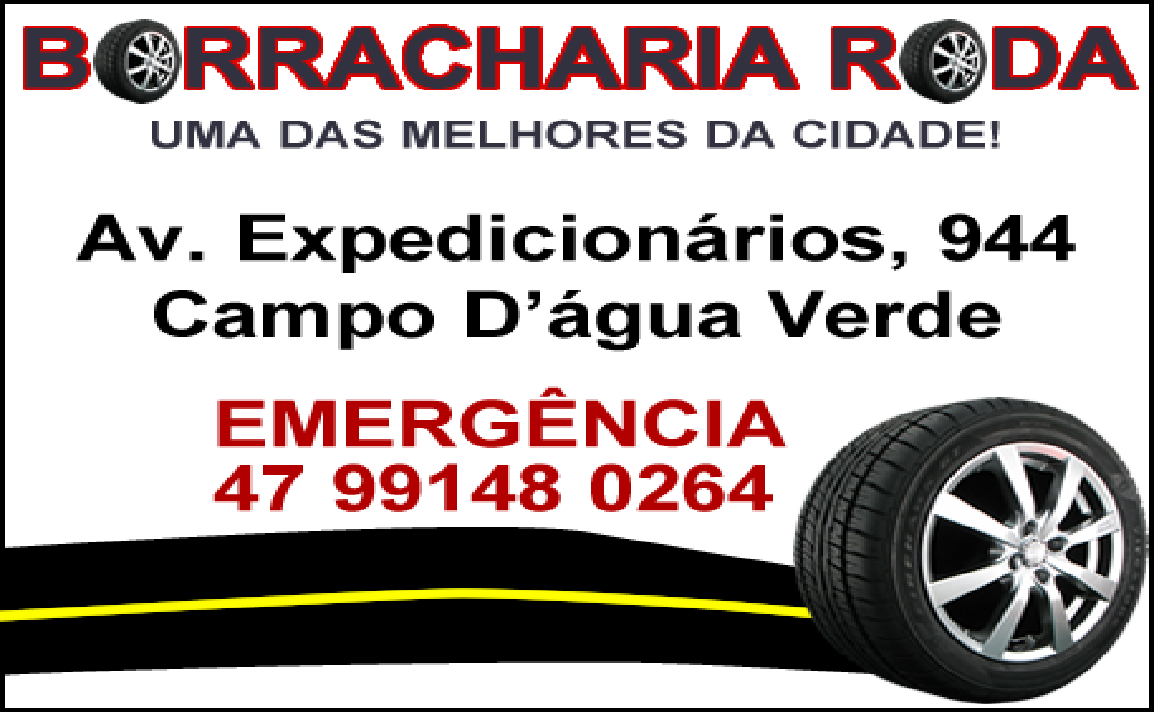 BORRACHARIA RODA
UMA DAS MELHORES DA CIDADE!
Av. Expedicionários, 944
Campo D’água Verde
EMERGÊNCIA
47 99148 0264